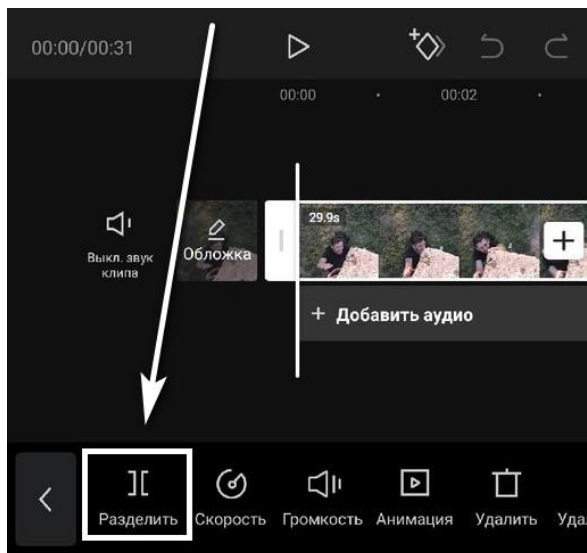 00:00/00:31
00:00 00:02
29.9s
Выкл. звук
клипа
Обложка
+ Добавить аудио
Разделить Скорость Громкость Анимация Удалить Уда